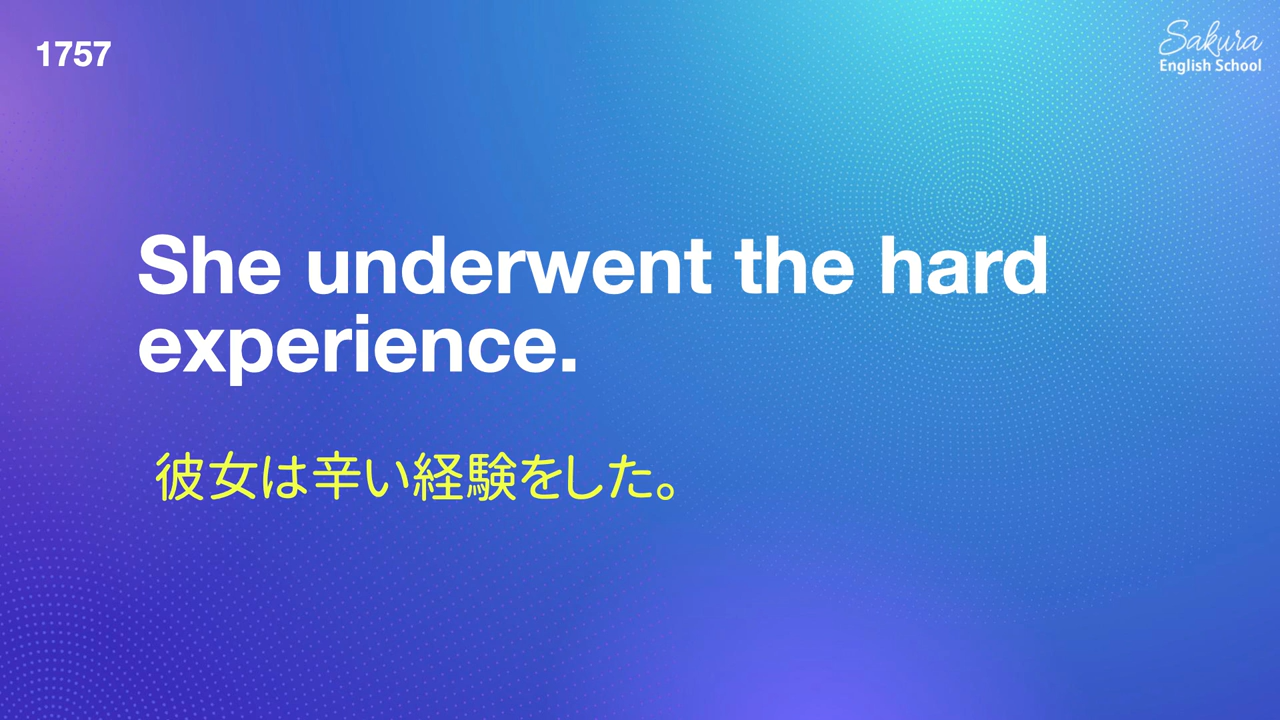 1757
Sakura
English School
She underwent the hard
experience.
彼女は辛い経験をした。